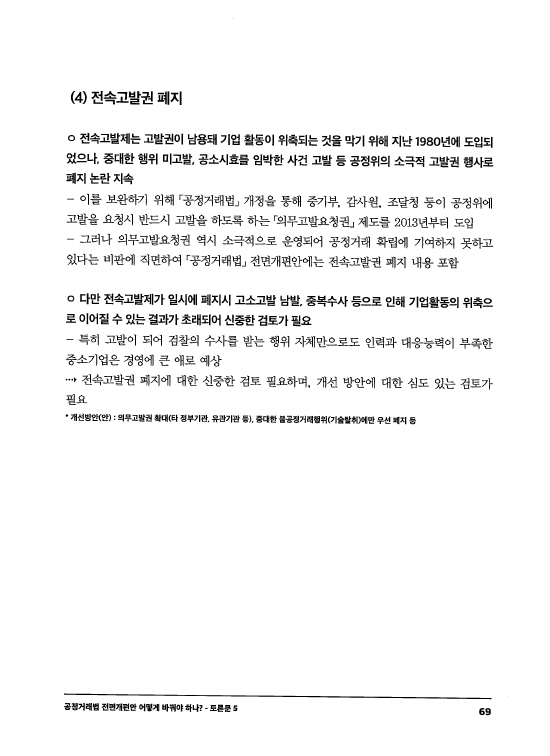 (4) 전속고발권 폐지
ㅇ 전속고발제는 고발권이 남용돼 기업 활동이 위축되는 것을 막기 위해 지난 1980년에 도입되
었으나, 중대한 행위 미고발, 공소시효를 임박한 사건 고발 등 공정위의 소극적 고발권 행사로
폐지 논란 지속
- 이를 보완하기 위해 「공정거래법」 개정을 통해 중기부, 감사원, 조달청 등이 공정위에
고발을 요청시 반드시 고발을 하도록 하는 「의무고발요청권」 제도를 2013년부터 도입
- 그러나 의무고발요청권 역시 소극적으로 운영되어 공정거래 확립에 기여하지 못하고
있다는 비판에 직면하여 「공정거래법」 전면개편안에는 전속고발권 폐지 내용 포함
ㅇ 다만 전속고발제가 일시에 폐지시 고소고발 남발, 중복수사 등으로 인해 기업활동의 위축으
로 이어질 수 있는 결과가 초래되어 신중한 검토가 필요
- 특히 고발이 되어 검찰의 수사를 받는 행위 자체만으로도 인력과 대응능력이 부족한
중소기업은 경영에 큰 애로 예상
⇢ 전속고발권 폐지에 대한 신중한 검토 필요하며, 개선 방안에 대한 심도 있는 검토가
필요
* 개선방안(안) : 의무고발권 확대(타 정부기관, 유관기관 등), 중대한 불공정거래행위(기술탈취)에만 우선 폐지 등
공정거래법 전면개편안 어떻게 바꿔야 하나? - 토론문 5
69